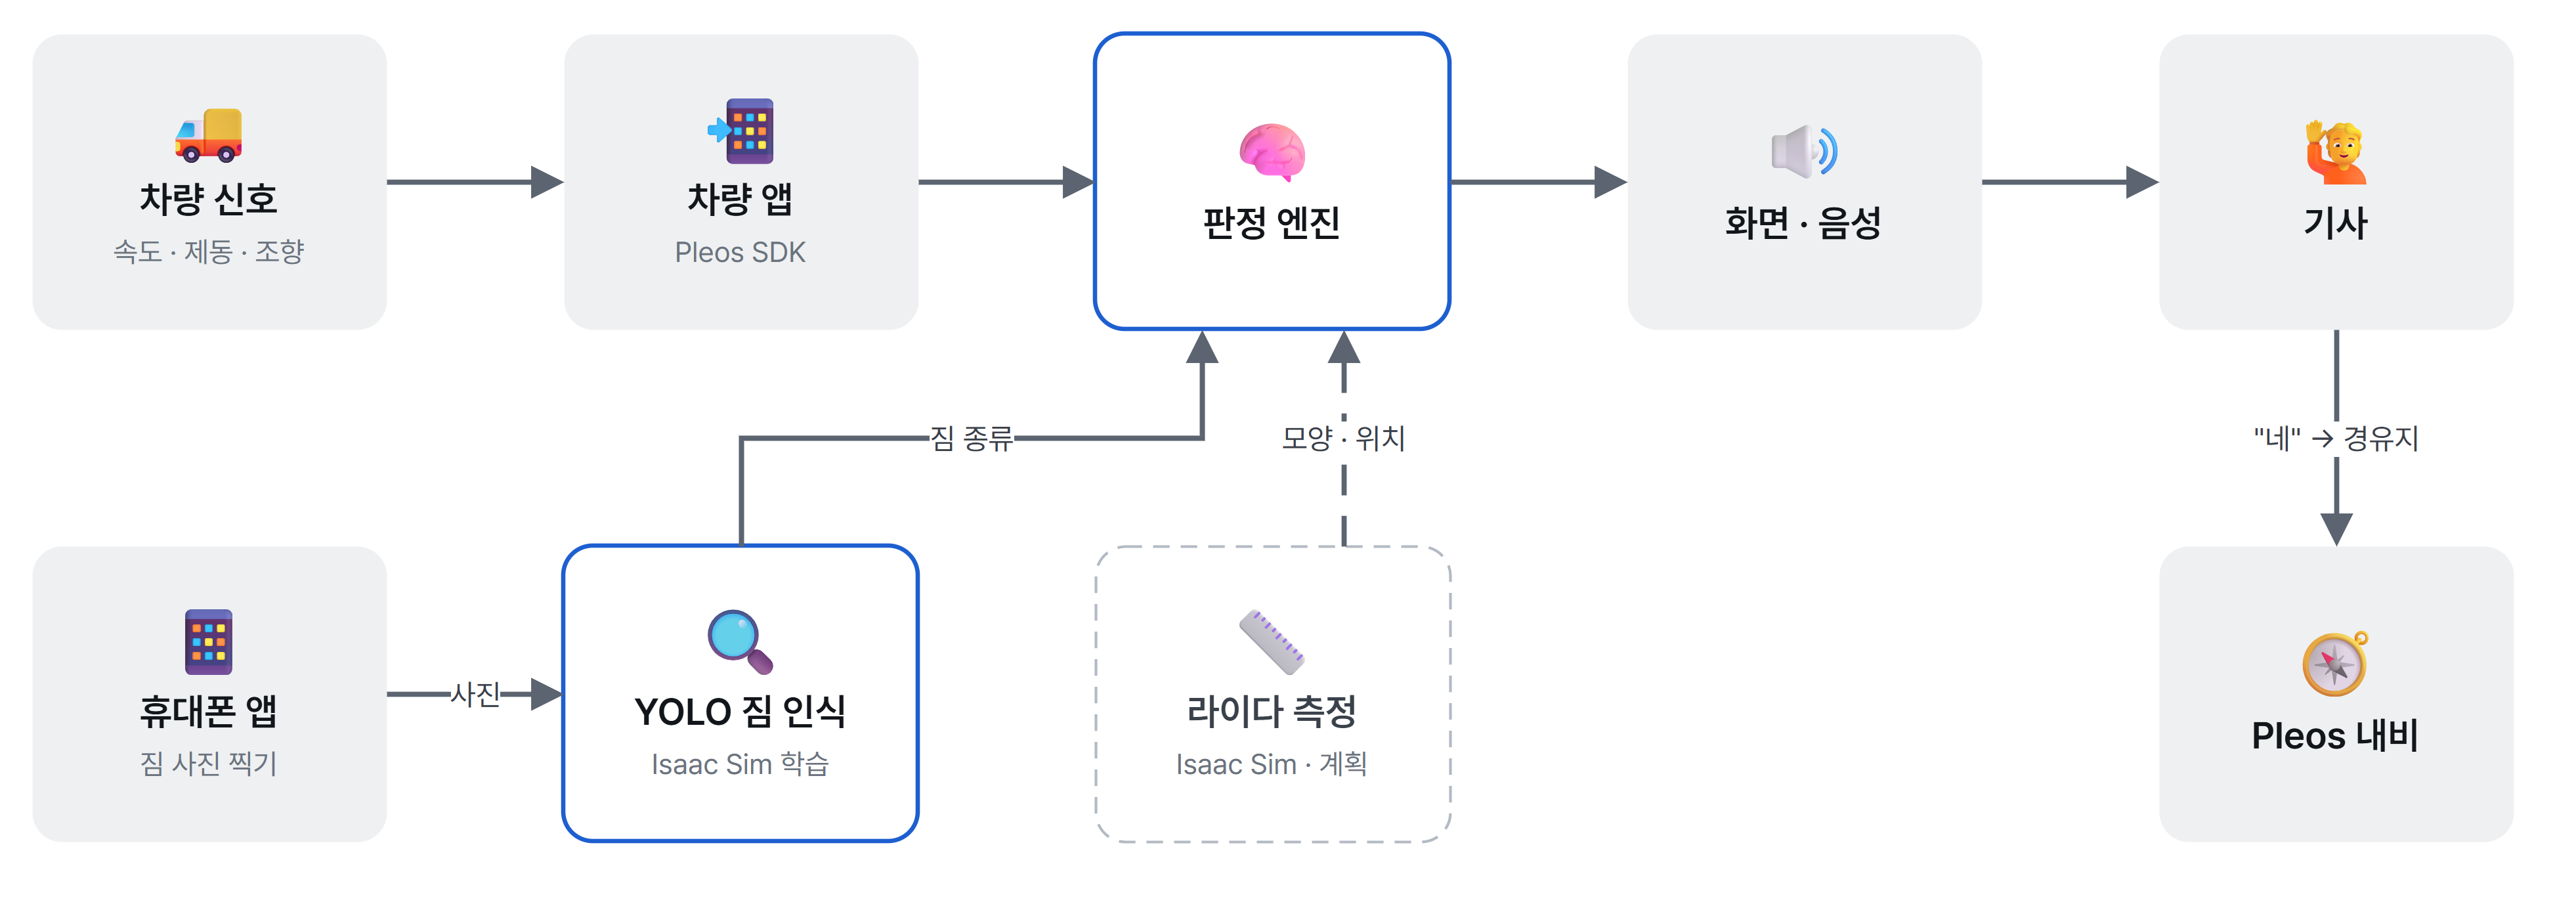 차량 신호
속도 · 제동 · 조향
차량 앱
Pleos SDK
판정 엔진
화면 · 음성
기사
짐 종류
모양 · 위치
"네" → 경유지
휴대폰 앱
짐 사진 찍기
사진
YOLO 짐 인식
Isaac Sim 학습
라이다 측정
Isaac Sim · 계획
Pleos 내비